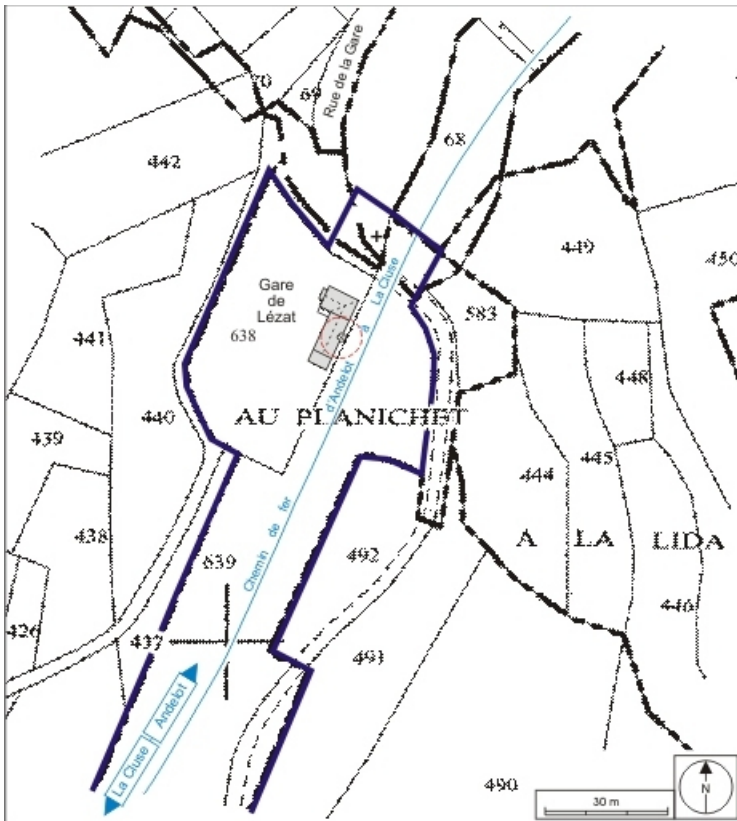 70
69
Rue de la Gare
68
442
449
450
Gare
de
Lézat
638
583
441
448
440
AU PLANICHET
439
444
445
438
A LA LIDA
639
492
446
426
437
491
490
Chemin de fer d'Andelot à La Cluse
La Cluse
Andelot
30 m
N